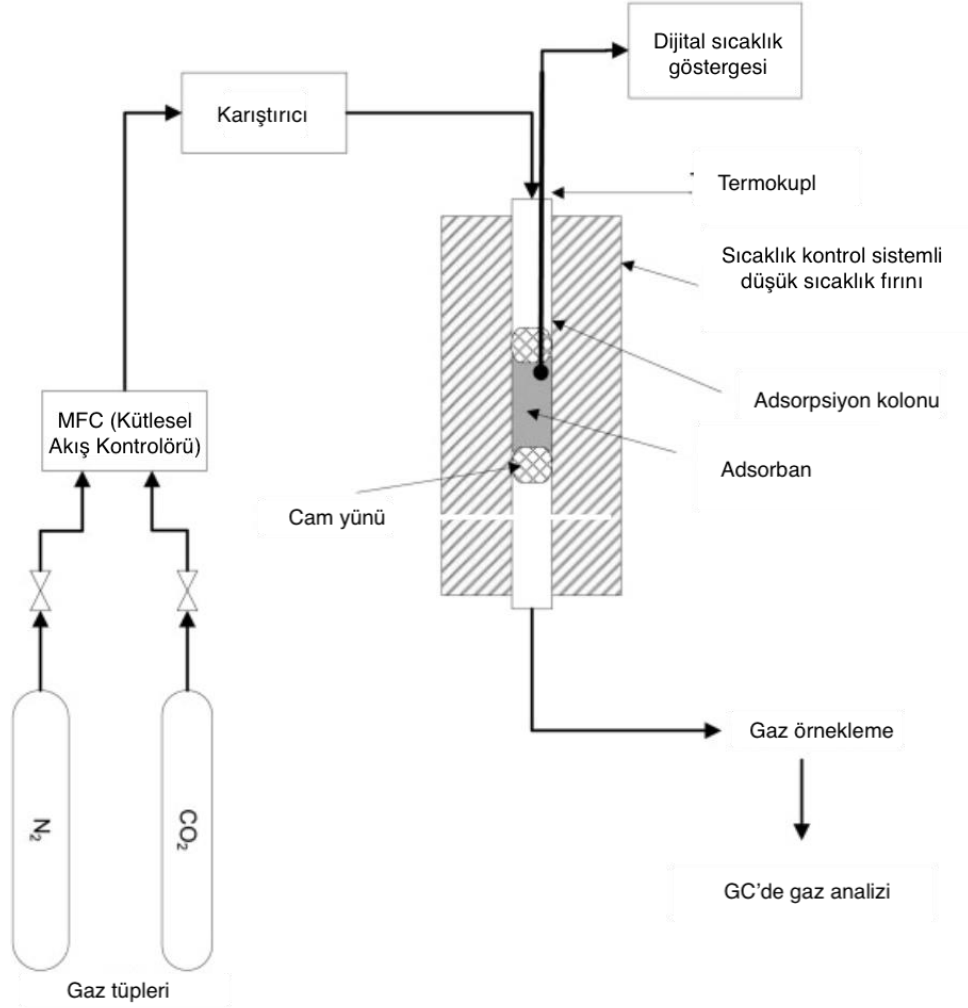 Dijital sıcaklık
göstergesi
Karıştırıcı
Termokupl
Sıcaklık kontrol sistemli
düşük sıcaklık fırını
MFC (Kütlesel
Akış Kontrolörü)
Adsorpsiyon kolonu
Adsorban
Cam yünü
Gaz örnekleme
N₂
CO₂
GC’de gaz analizi
Gaz tüpleri